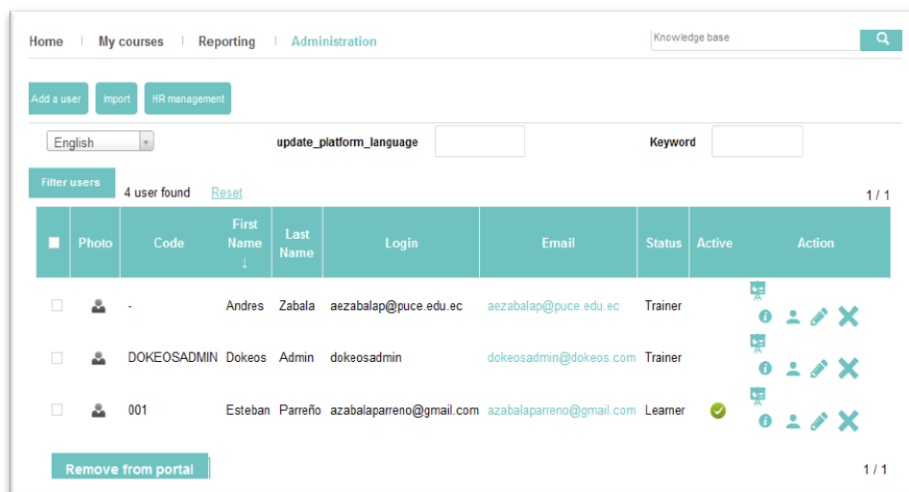 Home My courses Reporting Administration Knowledge base
Add a user Import HR management
English update_platform_language Keyword
Filter users 4 user found Reset 1 / 1
Photo Code First Name ↓ Last Name Login Email Status Active Action
- Andres Zabala aezabalap@puce.edu.ec aezabalap@puce.edu.ec Trainer
DOKEOSADMIN Dokeos Admin dokeosadmin dokeosadmin@dokeos.com Trainer
001 Esteban Parreño azabalaparreno@gmail.com azabalaparreno@gmail.com Learner
Remove from portal 1 / 1